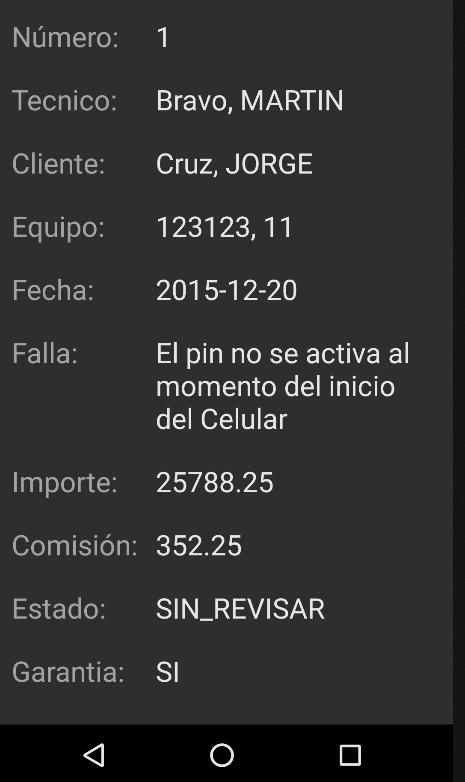 Número: 1
Tecnico: Bravo, MARTIN
Cliente: Cruz, JORGE
Equipo: 123123, 11
Fecha: 2015-12-20
Falla: El pin no se activa al
momento del inicio
del Celular
Importe: 25788.25
Comisión: 352.25
Estado: SIN_REVISAR
Garantia: SI